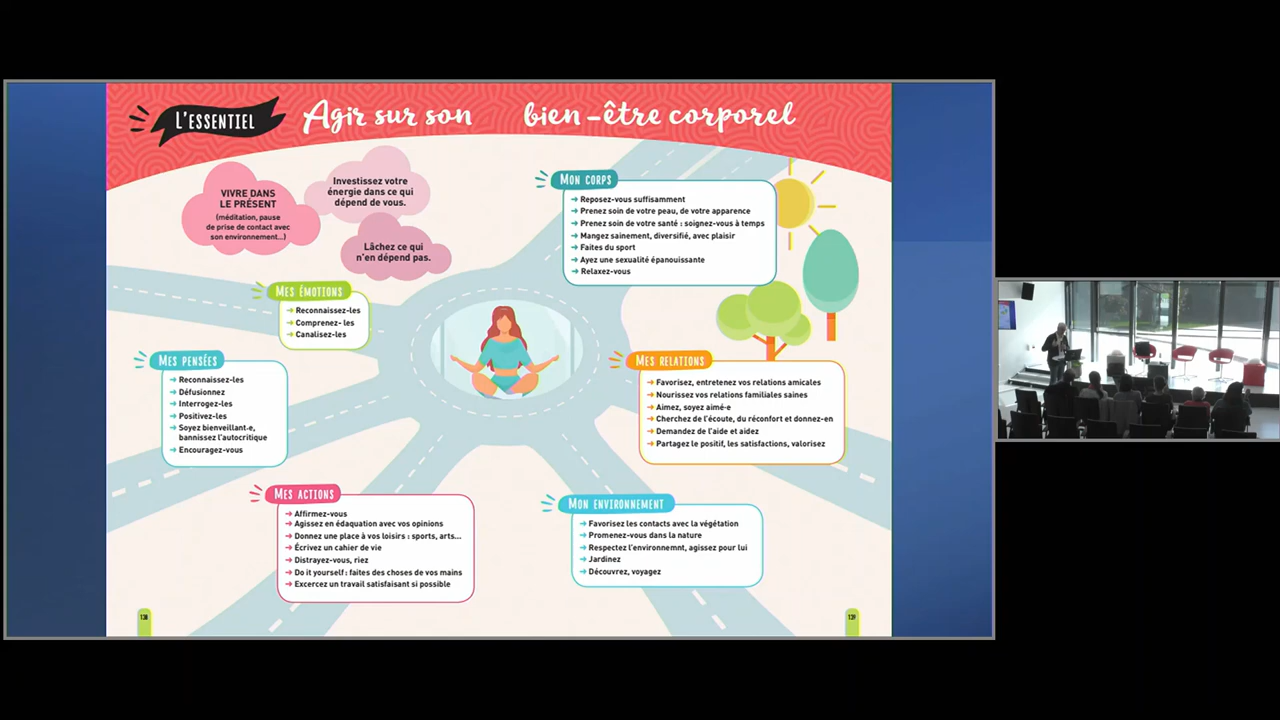 L'ESSENTIEL
Agir sur son bien-être corporel
VIVRE DANS
LE PRÉSENT
(méditation, pause
de prise de contact avec
son environnement...)
Investissez votre
énergie dans ce qui
dépend de vous.
Lâchez ce qui
n'en dépend pas.
MON CORPS
→ Reposez-vous suffisamment
→ Prenez soin de votre peau, de votre apparence
→ Prenez soin de votre santé : soignez-vous à temps
→ Mangez sainement, diversifié, avec plaisir
→ Faites du sport
→ Ayez une sexualité épanouissante
→ Relaxez-vous
MES ÉMOTIONS
→ Reconnaissez-les
→ Comprenez- les
→ Canalisez-les
MES PENSÉES
→ Reconnaissez-les
→ Défusionnez
→ Interrogez-les
→ Positivez-les
→ Soyez bienveillant·e,
bannissez l'autocritique
→ Encouragez-vous
MES RELATIONS
→ Favorisez, entretenez vos relations amicales
→ Nourissez vos relations familiales saines
→ Aimez, soyez aimé·e
→ Cherchez de l'écoute, du réconfort et donnez-en
→ Demandez de l'aide et aidez
→ Partagez le positif, les satisfactions, valorisez
MES ACTIONS
→ Affirmez-vous
→ Agissez en édaquation avec vos opinions
→ Donnez une place à vos loisirs : sports, arts...
→ Écrivez un cahier de vie
→ Distrayez-vous, riez
→ Do it yourself : faites des choses de vos mains
→ Excercez un travail satisfaisant si possible
MON ENVIRONNEMENT
→ Favorisez les contacts avec la végétation
→ Promenez-vous dans la nature
→ Respectez l'environnemnt, agissez pour lui
→ Jardinez
→ Découvrez, voyagez
138
139